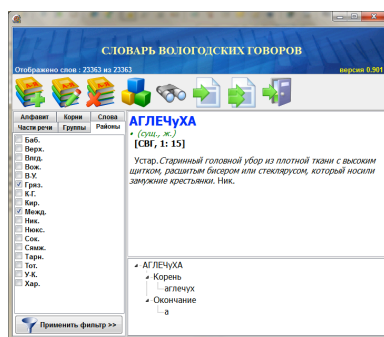 СЛОВАРЬ ВОЛОГОДСКИХ ГОВОРОВ
Отображено слов : 23363 из 23363
версия 0.901
Алфавит Корни Слова
Части речи Группы Районы
Баб.
Верх.
Вагд.
Вож.
В-У.
Гряз.
К-Г.
Кир.
Межд.
Ник.
Нюкс.
Сок.
Сямж.
Тарн.
Тот.
У-К.
Хар.
Применить фильтр >>
АГЛЕЧуХА
(сущ., ж.)
[СВГ, 1: 15]
Устар.Старинный головной убор из плотной ткани с высоким
щитком, расшитым бисером или стеклярусом, который носили
замужние крестьянки. Ник.
АГЛЕЧуХА
Корень
аглечух
Окончание
а